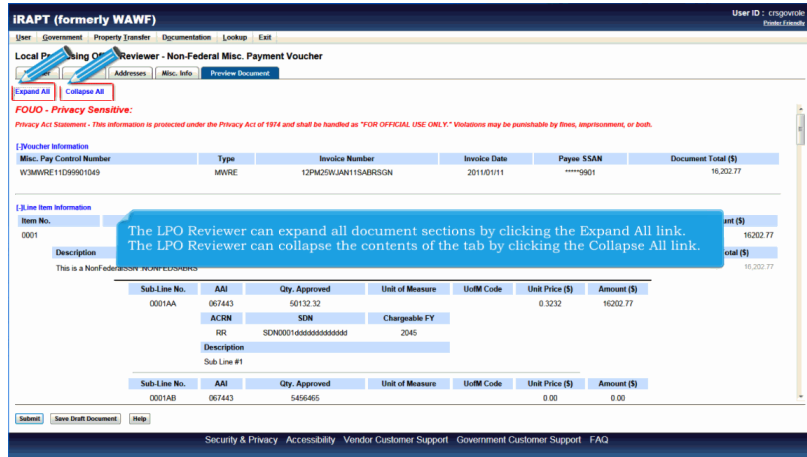 iRAPT (formerly WAWF)
User ID : crsgovrole
Printer Friendly
User Government Property Transfer Documentation Lookup Exit
Local Reviewer - Non-Federal Misc. Payment Voucher
Addresses Misc. Info Preview Document
Expand All Collapse All
FOUO - Privacy Sensitive:
Privacy Act Statement - This information is protected under the Privacy Act of 1974 and shall be handled as "FOR OFFICIAL USE ONLY." Violations may be punishable by fines, imprisonment, or both.
[-]Voucher Information
Misc. Pay Control Number Type Invoice Number Invoice Date Payee SSAN Document Total ($)
W3MWRE11D99901049 MWRE 12PM25WJAN11SABRSGN 2011/01/11 *****9901 16,202.77
[-]Line Item Information
Item No.
0001 16202.77
Description
This is a
16,202.77
The LPO Reviewer can expand all document sections by clicking the Expand All link.
The LPO Reviewer can collapse the contents of the tab by clicking the Collapse All link.
Sub-Line No. AAI Qty. Approved Unit of Measure UofM Code Unit Price ($) Amount ($)
0001AA 067443 50132.32 0.3232 16202.77
ACRN SDN Chargeable FY
RR SDN0001dddddddddddd 2045
Description
Sub Line #1
Sub-Line No. AAI Qty. Approved Unit of Measure UofM Code Unit Price ($) Amount ($)
0001AB 067443 5456465 0.00 0.00
Submit Save Draft Document Help
Security & Privacy Accessibility Vendor Customer Support Government Customer Support FAQ